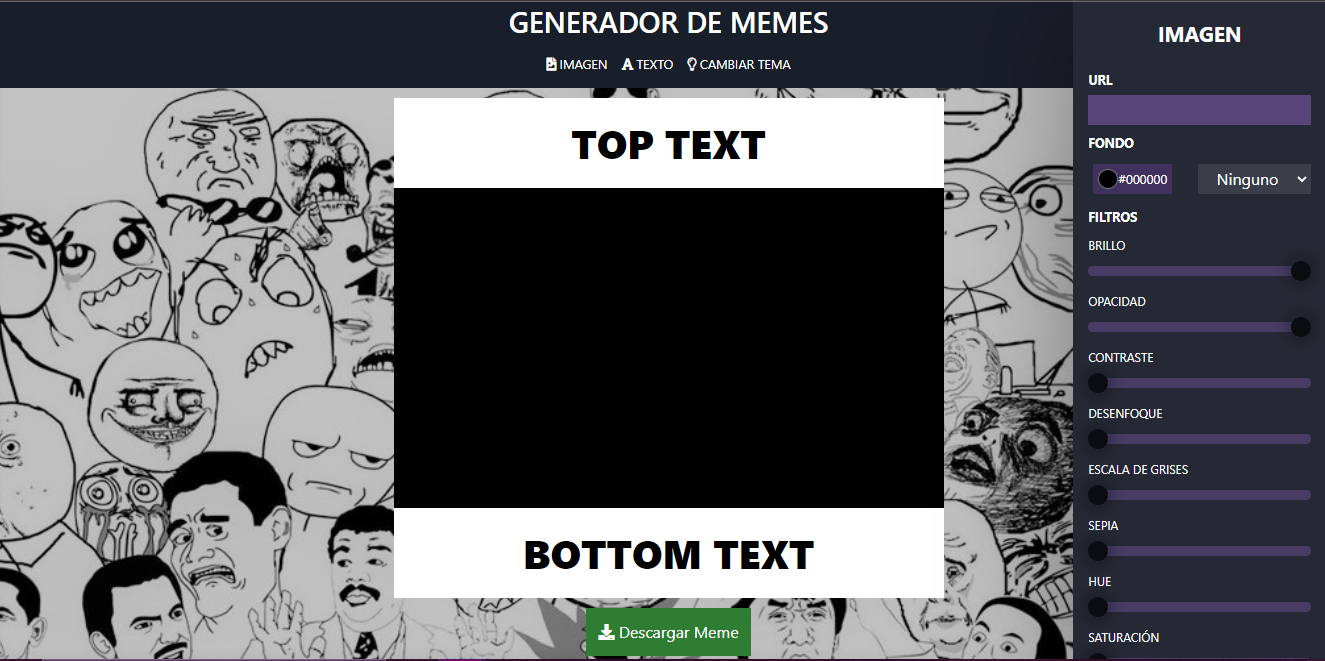 GENERADOR DE MEMES
IMAGEN TEXTO CAMBIAR TEMA
TOP TEXT
BOTTOM TEXT
Descargar Meme
IMAGEN
URL
FONDO
#000000 Ninguno
FILTROS
BRILLO
OPACIDAD
CONTRASTE
DESENFOQUE
ESCALA DE GRISES
SEPIA
HUE
SATURACIÓN